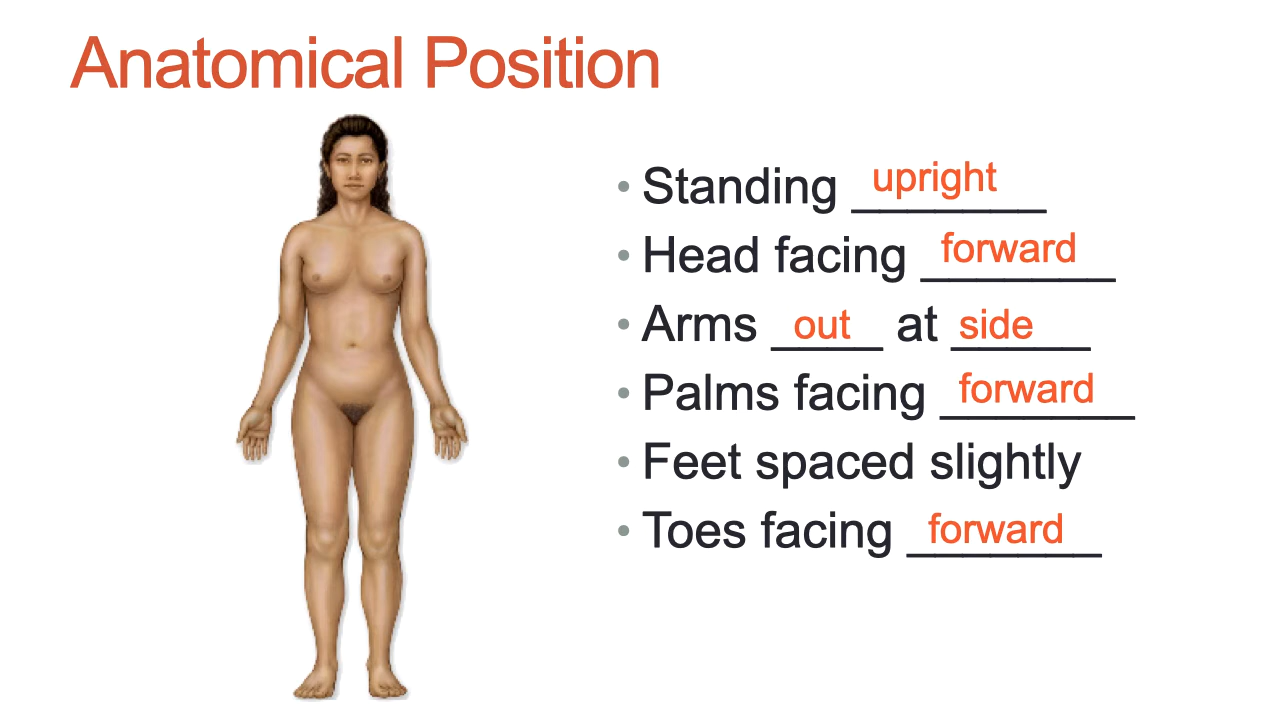 Anatomical Position
• Standing upright
• Head facing forward
• Arms out at side
• Palms facing forward
• Feet spaced slightly
• Toes facing forward